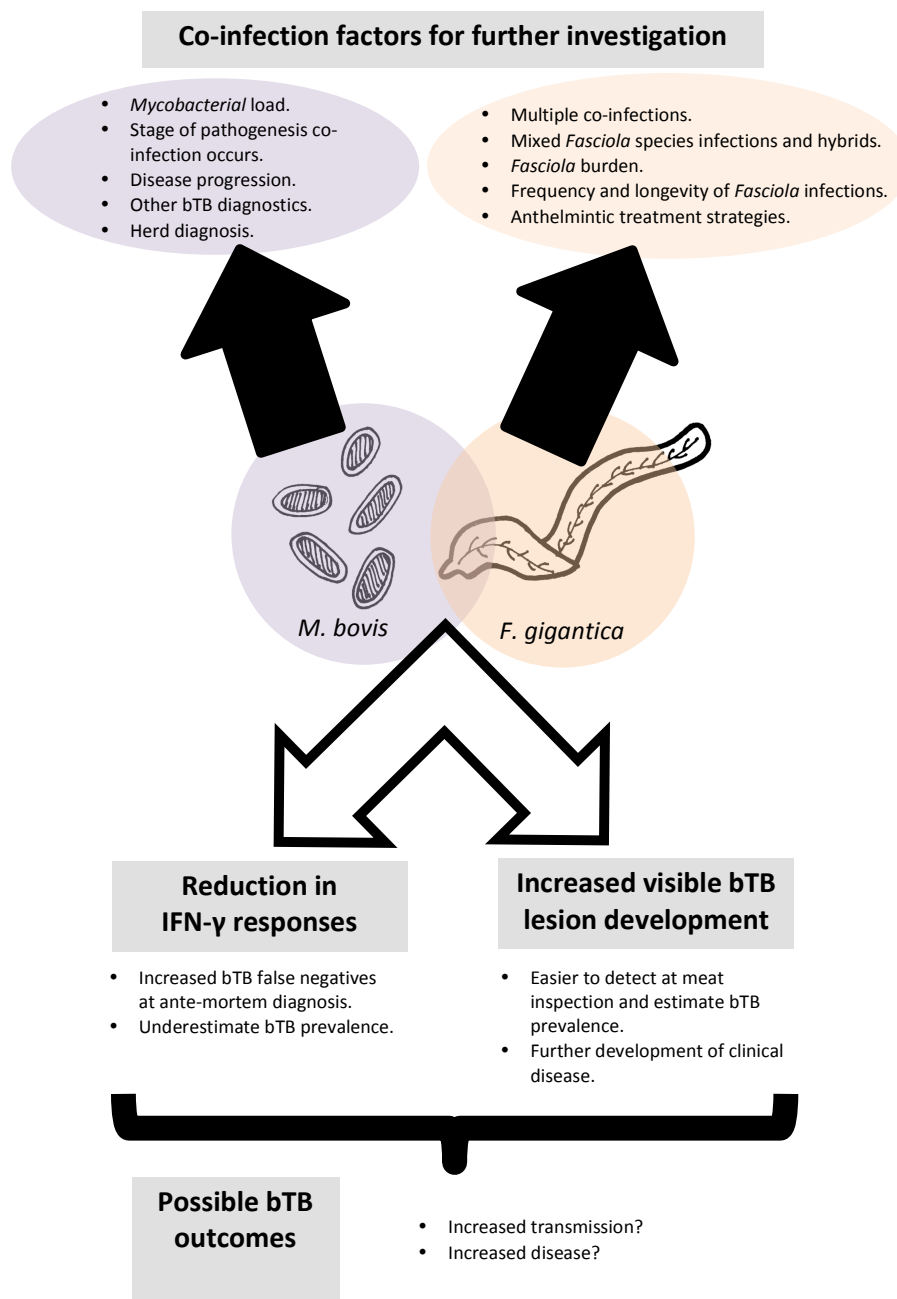 Co-infection factors for further investigation
• Mycobacterial load.
• Stage of pathogenesis co-
infection occurs.
• Disease progression.
• Other bTB diagnostics.
• Herd diagnosis.
• Multiple co-infections.
• Mixed Fasciola species infections and hybrids.
• Fasciola burden.
• Frequency and longevity of Fasciola infections.
• Anthelmintic treatment strategies.
M. bovis
F. gigantica
Reduction in
IFN-γ responses
• Increased bTB false negatives
at ante-mortem diagnosis.
• Underestimate bTB prevalence.
Increased visible bTB
lesion development
• Easier to detect at meat
inspection and estimate bTB
prevalence.
• Further development of clinical
disease.
Possible bTB
outcomes
• Increased transmission?
• Increased disease?